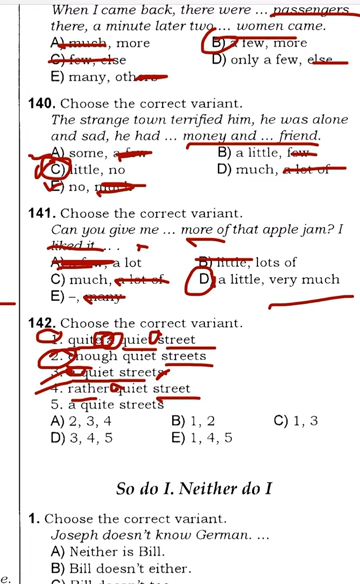 When I came back, there were ... passengers
there, a minute later two ... women came.
A) much, more B) a few, more
C) few, else D) only a few, else
E) many, others
140. Choose the correct variant.
The strange town terrified him, he was alone
and sad, he had ... money and ... friend.
A) some, a few B) a little, few
C) little, no D) much, a lot of
E) no, much
141. Choose the correct variant.
Can you give me ... more of that apple jam? I
liked it ... .
A) a few, a lot B) little, lots of
C) much, a lot of D) a little, very much
E) –, many
142. Choose the correct variant.
1. quite a quiet street
2. enough quiet streets
3. a quiet streets
4. rather quiet street
5. a quite streets
A) 2, 3, 4 B) 1, 2 C) 1, 3
D) 3, 4, 5 E) 1, 4, 5
So do I. Neither do I
1. Choose the correct variant.
Joseph doesn't know German. ...
A) Neither is Bill.
B) Bill doesn't either.
e.